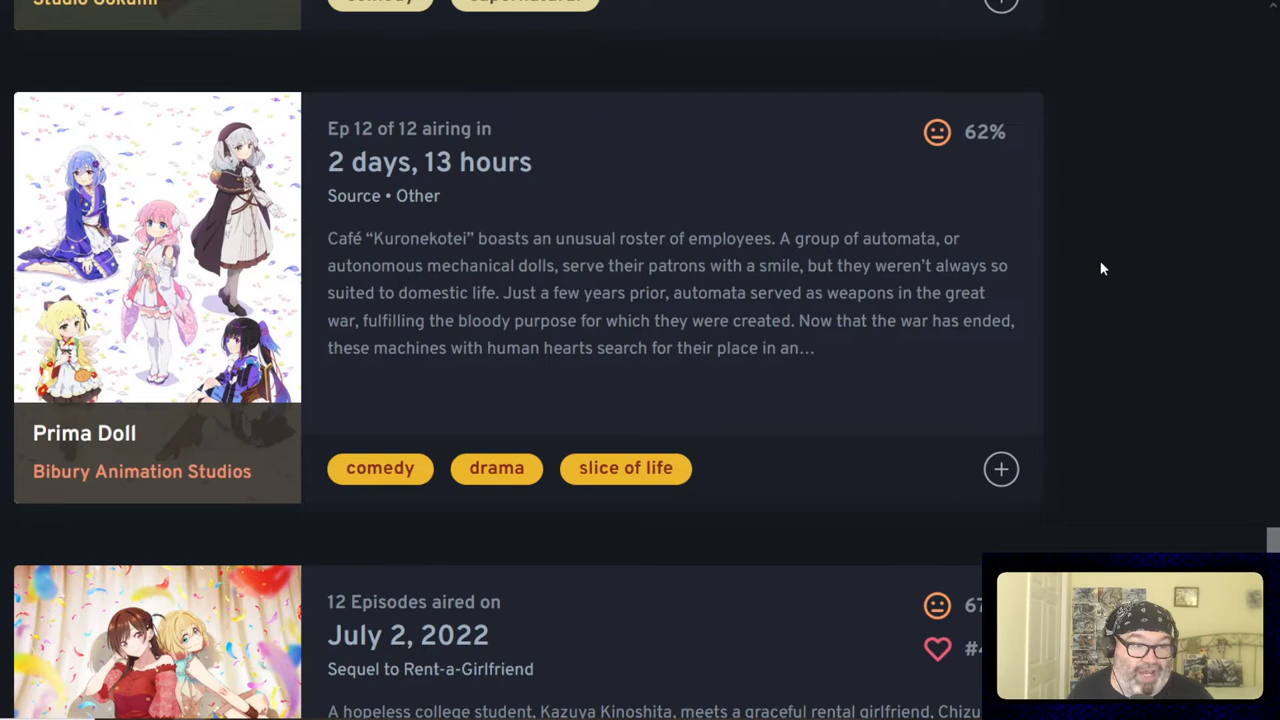 Studio Gokumi
comedy
supernatural
Ep 12 of 12 airing in
62%
2 days, 13 hours
Source • Other
Café “Kuronekotei” boasts an unusual roster of employees. A group of automata, or
autonomous mechanical dolls, serve their patrons with a smile, but they weren’t always so
suited to domestic life. Just a few years prior, automata served as weapons in the great
war, fulfilling the bloody purpose for which they were created. Now that the war has ended,
these machines with human hearts search for their place in an…
Prima Doll
Bibury Animation Studios
comedy
drama
slice of life
12 Episodes aired on
July 2, 2022
Sequel to Rent-a-Girlfriend
A hopeless college student, Kazuya Kinoshita, meets a graceful rental girlfriend, Chizu